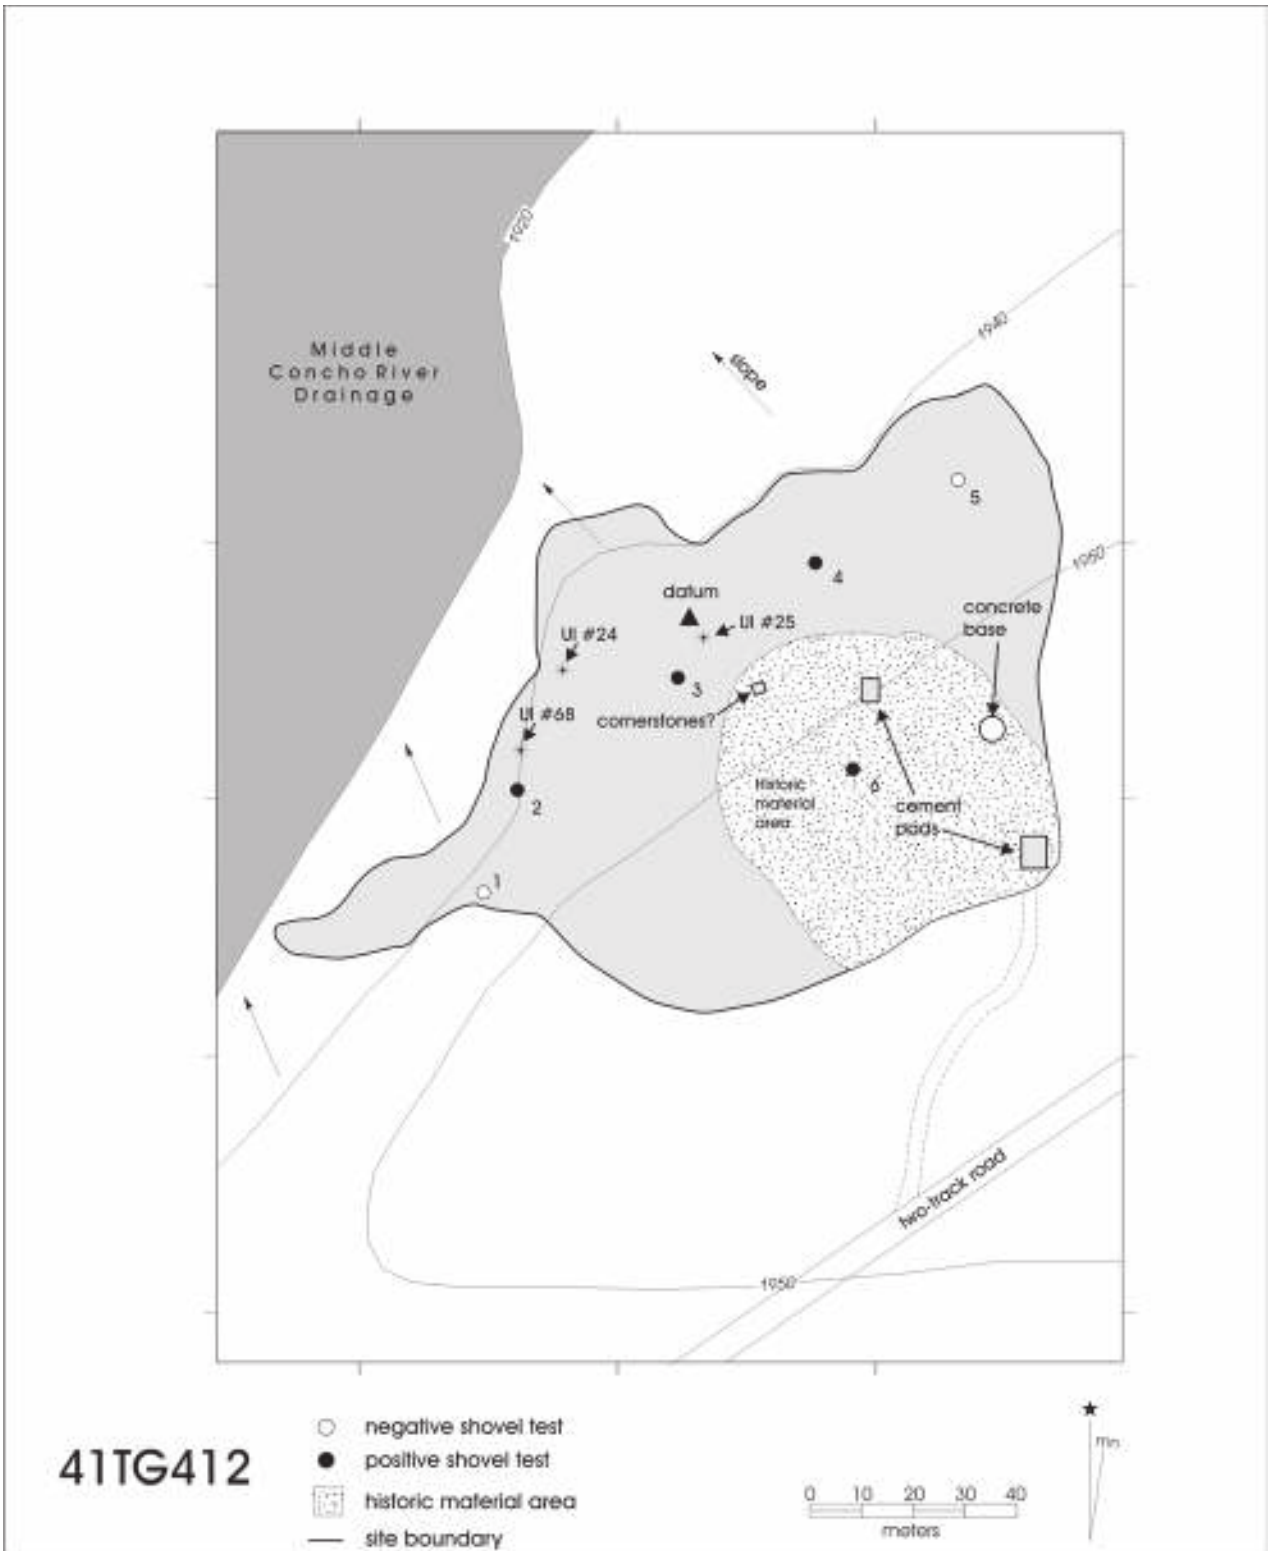 1920
Middle
Concho River
Drainage
1940
slope
5
1960
4
datum
concrete
base
UI #25
UI #24
3
UI #68
cornerstones?
Historic
material
area
6
cement
pads
2
1
two-track road
1950
negative shovel test
positive shovel test
41TG412
historic material area
site boundary
mn
0 10 20 30 40
meters